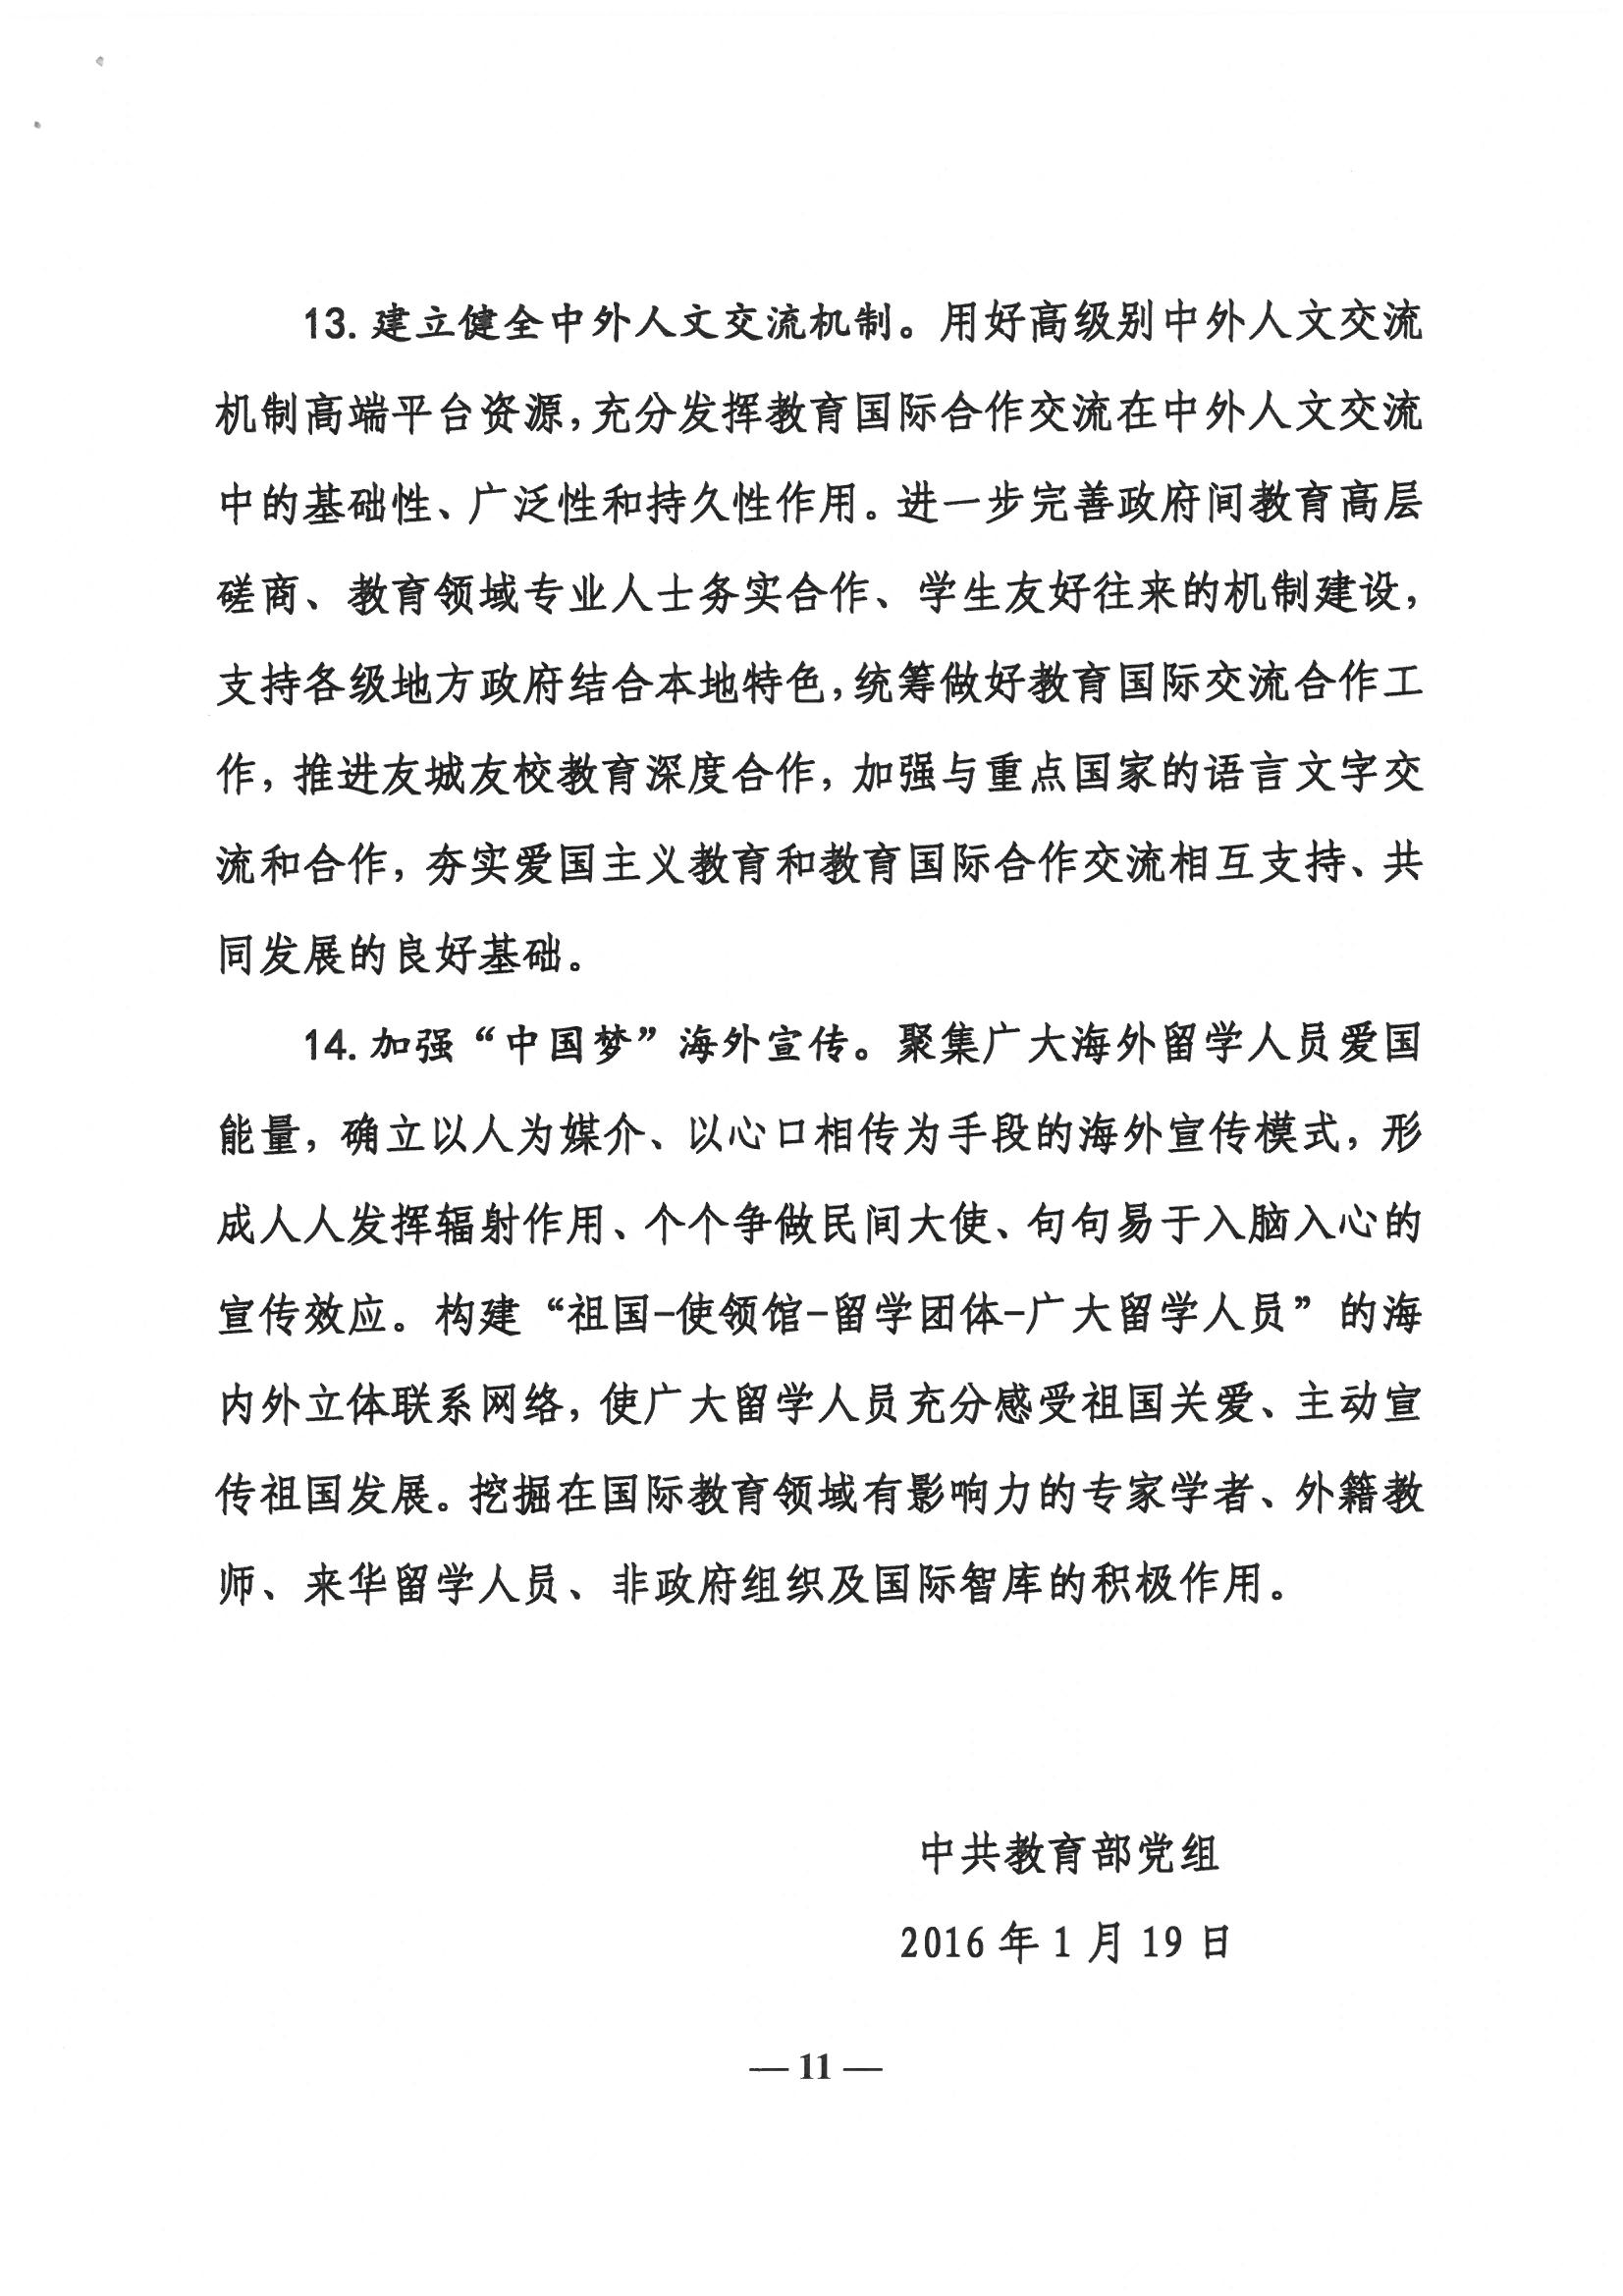 13. 建立健全中外人文交流机制。用好高级别中外人文交流
机制高端平台资源，充分发挥教育国际合作交流在中外人文交流
中的基础性、广泛性和持久性作用。进一步完善政府间教育高层
磋商、教育领域专业人士务实合作、学生友好往来的机制建设，
支持各级地方政府结合本地特色，统筹做好教育国际交流合作工
作，推进友城友校教育深度合作，加强与重点国家的语言文字交
流和合作，夯实爱国主义教育和教育国际合作交流相互支持、共
同发展的良好基础。
14. 加强“中国梦”海外宣传。聚集广大海外留学人员爱国
能量，确立以人为媒介、以心口相传为手段的海外宣传模式，形
成人人发挥辐射作用、个个争做民间大使、句句易于入脑入心的
宣传效应。构建“祖国-使领馆-留学团体-广大留学人员”的海
内外立体联系网络，使广大留学人员充分感受祖国关爱、主动宣
传祖国发展。挖掘在国际教育领域有影响力的专家学者、外籍教
师、来华留学人员、非政府组织及国际智库的积极作用。
中共教育部党组
2016 年 1 月 19 日
— 11 —